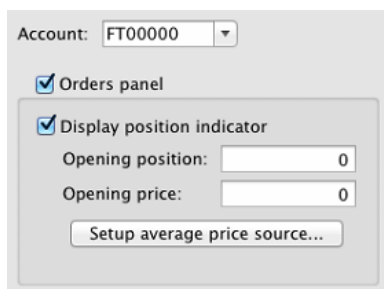 Account: FT00000
Orders panel
Display position indicator
Opening position: 0
Opening price: 0
Setup average price source...